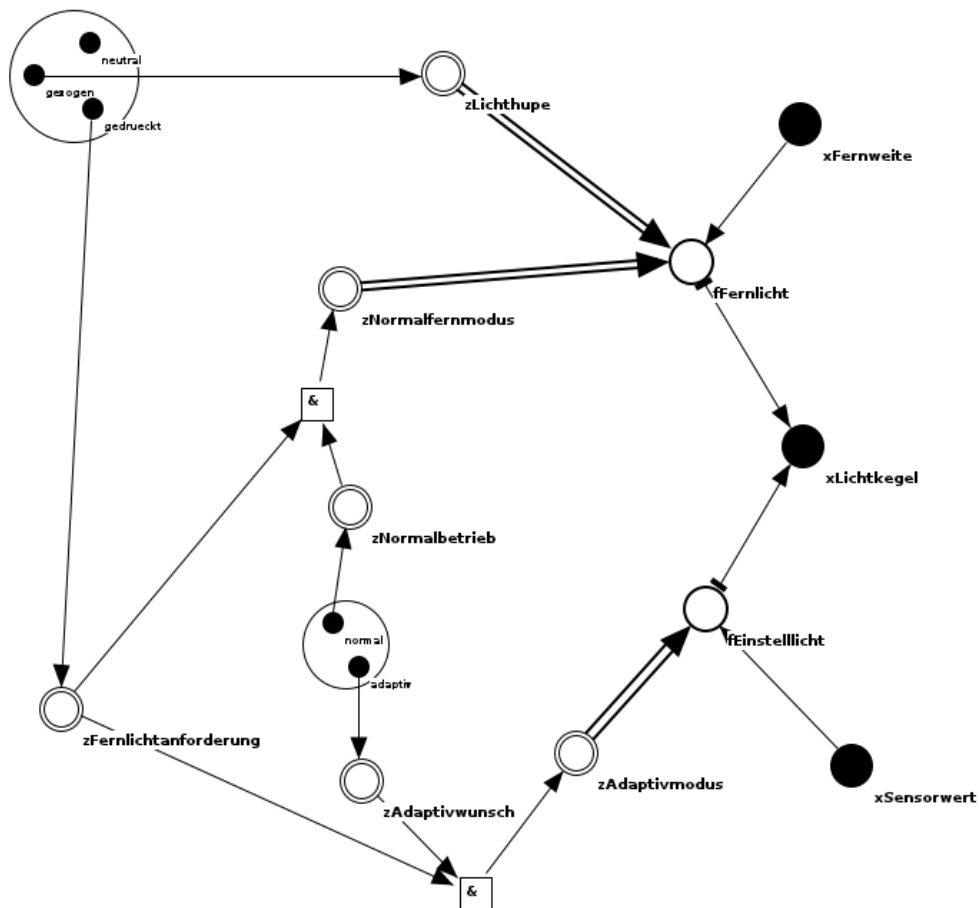 neutral
gezogen
gedrueckt
zLichthupe
xFernweite
fFernlicht
zNormalfernmodus
&
xLichtkegel
zNormalbetrieb
normal
fEinstelllicht
adaptiv
zFernlichtanforderung
zAdaptivmodus
xSensorwert
zAdaptivwunsch
&